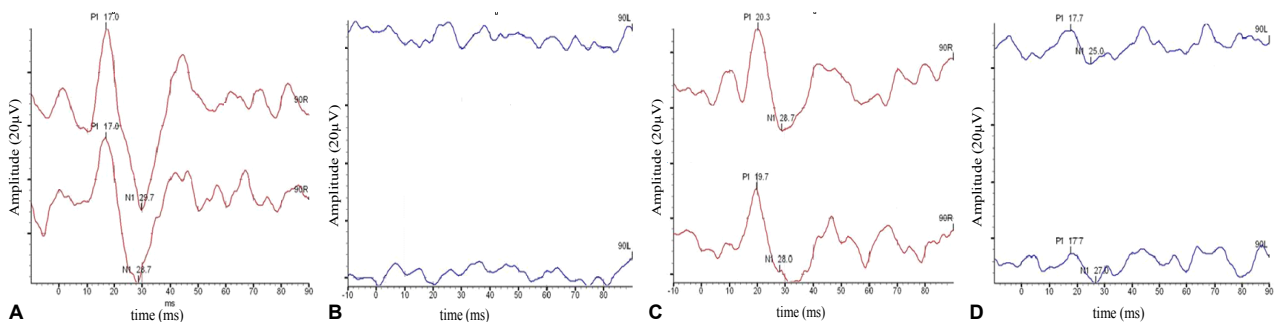 P1 17.0
90R
P1 17.0
N1 29.7
90R
N1 28.7
Amplitude (20μV)
0 10 20 30 40 50 60 70 80 90
ms
A
time (ms)
90L
90L
Amplitude (20μV)
-10 0 10 20 30 40 50 60 70 80
B
time (ms)
P1 20.3
90R
N1 28.7
P1 19.7
90R
N1 28.0
Amplitude (20μV)
-10 0 10 20 30 40 50 60 70 80
C
time (ms)
P1 17.7
90L
N1 25.0
P1 17.7
90L
N1 27.0
Amplitude (20μV)
0 10 20 30 40 50 60 70 80 90
D
time (ms)